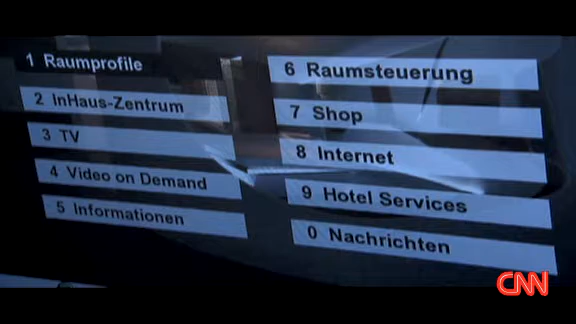 1 Raumprofile
2 InHaus-Zentrum
3 TV
4 Video on Demand
5 Informationen
6 Raumsteuerung
7 Shop
8 Internet
9 Hotel Services
0 Nachrichten
CNN